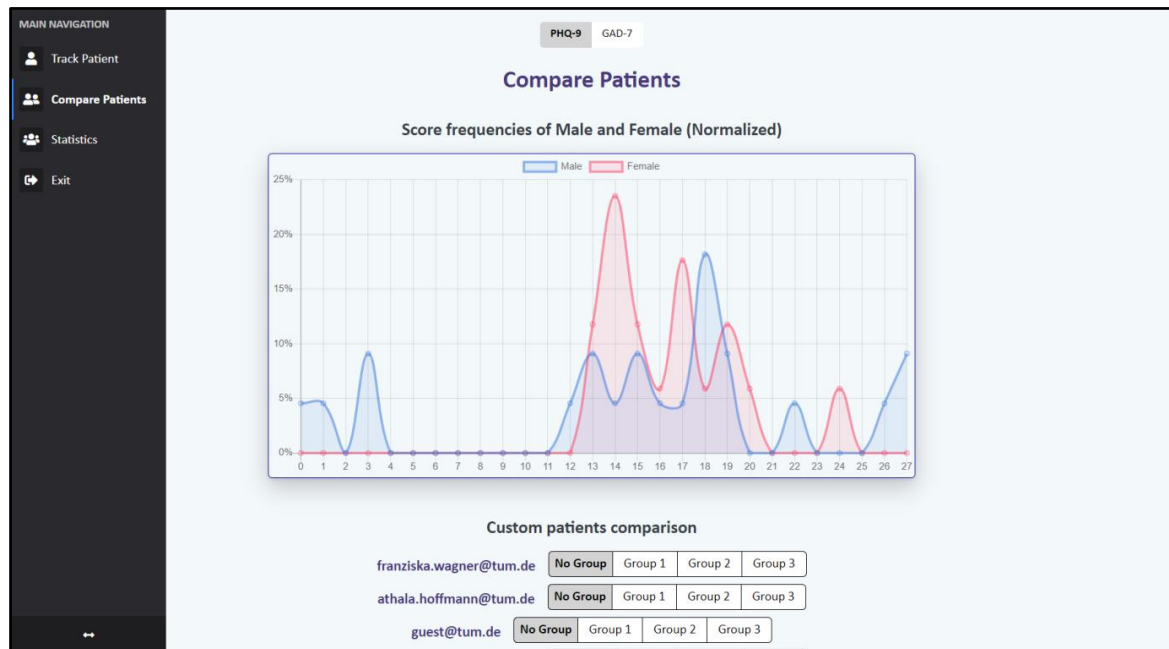 MAIN NAVIGATION
Track Patient
Compare Patients
Statistics
Exit
PHQ-9 GAD-7
Compare Patients
Score frequencies of Male and Female (Normalized)
Male Female
25%
20%
15%
10%
5%
0%
0 1 2 3 4 5 6 7 8 9 10 11 12 13 14 15 16 17 18 19 20 21 22 23 24 25 26 27
Custom patients comparison
franziska.wagner@tum.de No Group Group 1 Group 2 Group 3
athala.hoffmann@tum.de No Group Group 1 Group 2 Group 3
guest@tum.de No Group Group 1 Group 2 Group 3